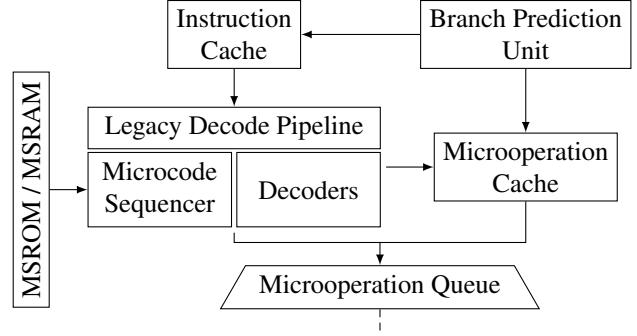 Instruction
Cache
Branch Prediction
Unit
MSROM / MSRAM
Legacy Decode Pipeline
Microcode
Sequencer
Decoders
Microoperation
Cache
Microoperation Queue